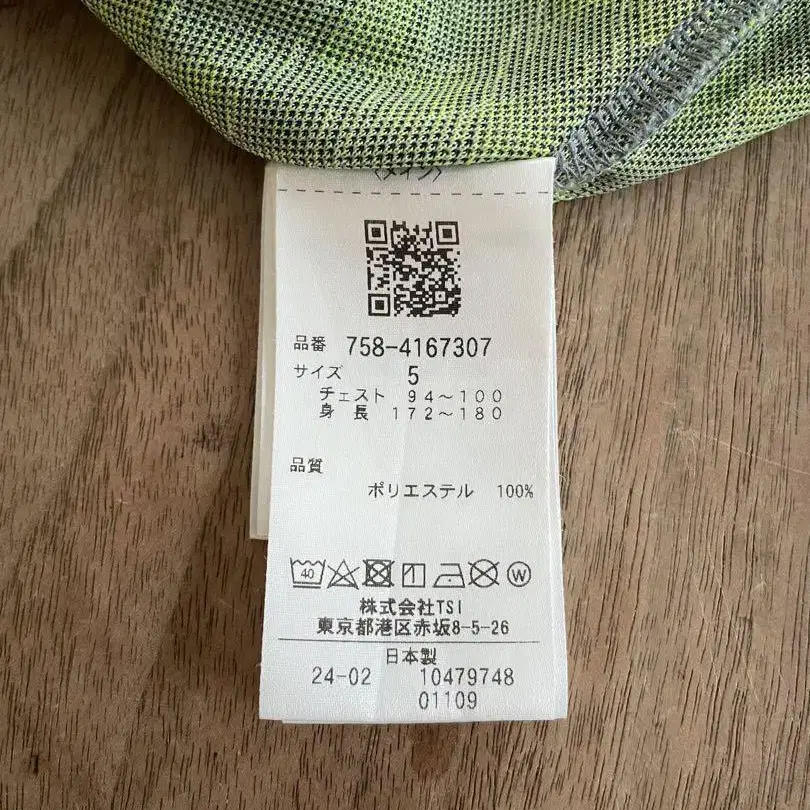 〈メイン〉
品番 758-4167307
サイズ 5
チェスト 94～100
身長 172～180
品質
ポリエステル 100%
40
W
株式会社TSI
東京都港区赤坂8-5-26
日本製
24-02 10479748
01109